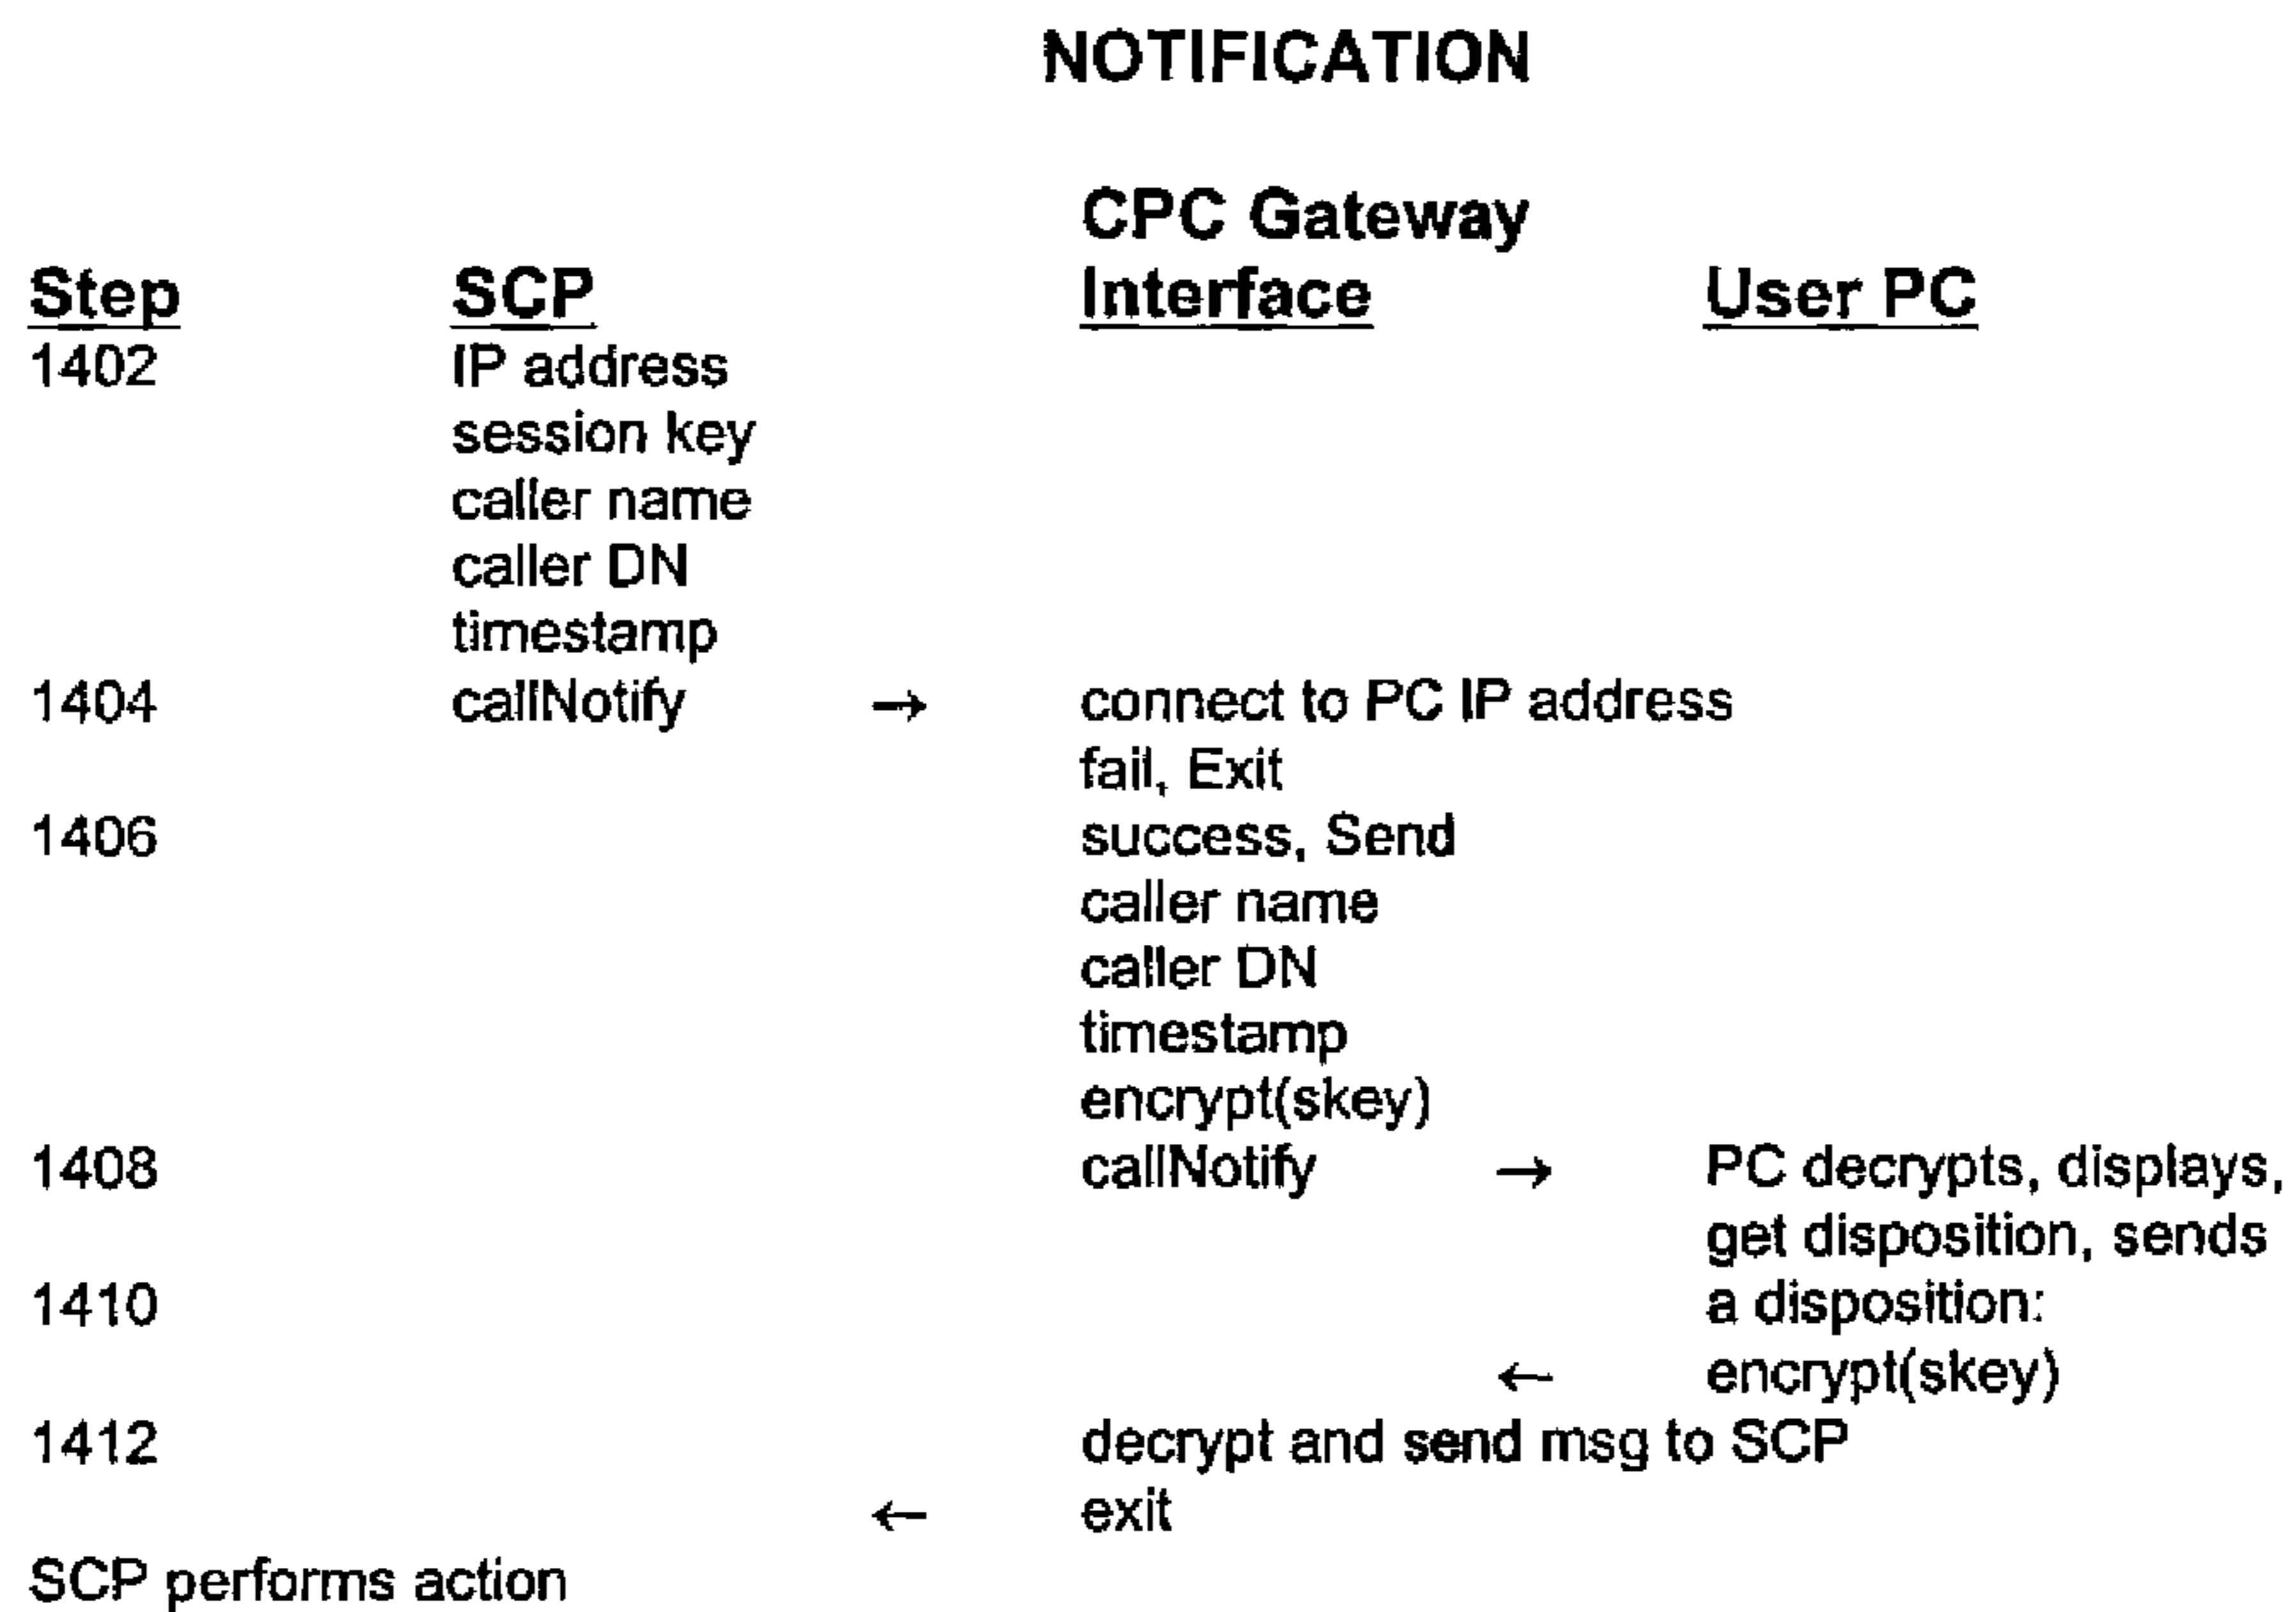 NOTIFICATION
CPC Gateway
Step SCP Interface User PC
1402 IP address
session key
caller name
caller DN
timestamp
1404 callNotify → connect to PC IP address
fail, Exit
1406 success, Send
caller name
caller DN
timestamp
encrypt(skey)
1408 callNotify → PC decrypts, displays,
get disposition, sends
1410 a disposition:
← encrypt(skey)
1412 decrypt and send msg to SCP
← exit
SCP performs action